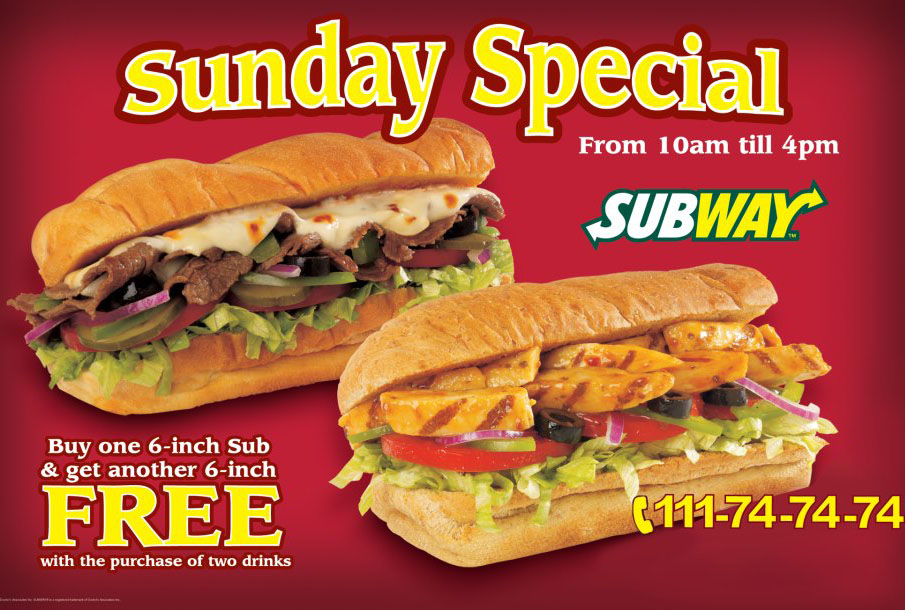 Sunday Special
From 10am till 4pm
SUBWAY™
Buy one 6-inch Sub
& get another 6-inch
FREE
with the purchase of two drinks
111-74-74-74